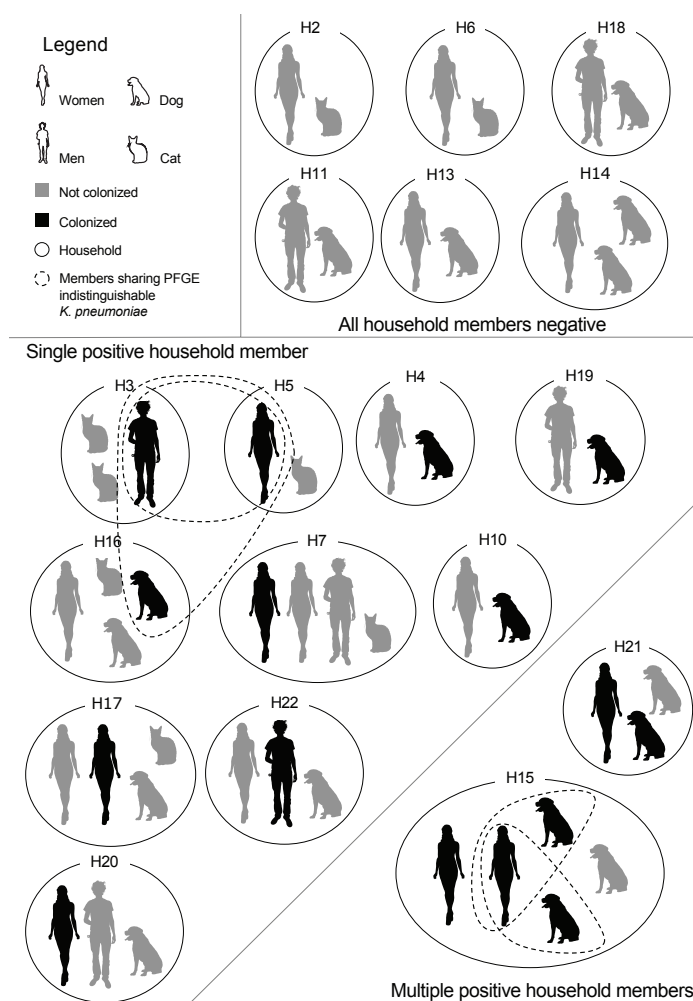 Legend
Women
Dog
Men
Cat
Not colonized
Colonized
Household
Members sharing PFGE
indistinguishable
K. pneumoniae
H2
H6
H18
H11
H13
H14
All household members negative
Single positive household member
H3
H5
H4
H19
H16
H7
H10
H17
H22
H20
H21
H15
Multiple positive household members